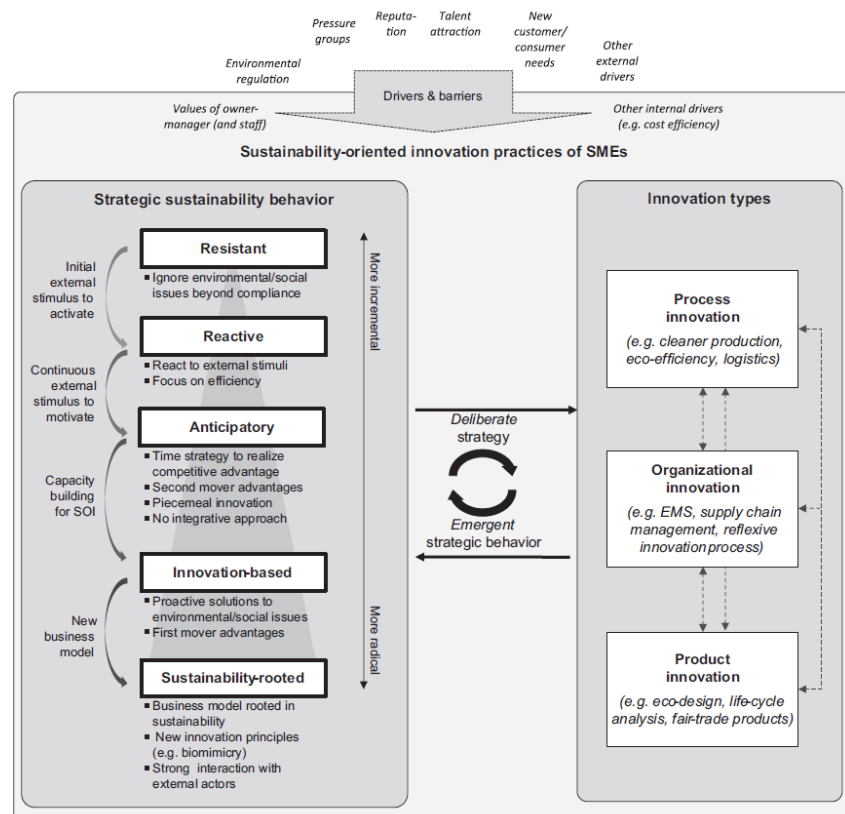 Pressure
groups
Reputa-
tion
Talent
attraction
New
customer/
consumer
needs
Other
external
drivers
Environmental
regulation
Drivers & barriers
Values of owner-
manager (and staff)
Other internal drivers
(e.g. cost efficiency)
Sustainability-oriented innovation practices of SMEs
Strategic sustainability behavior
Resistant
▪ Ignore environmental/social
issues beyond compliance
Initial
external
stimulus to
activate
Reactive
▪ React to external stimuli
▪ Focus on efficiency
Continuous
external
stimulus to
motivate
Anticipatory
▪ Time strategy to realize
competitive advantage
▪ Second mover advantages
▪ Piecemeal innovation
▪ No integrative approach
Capacity
building
for SOI
Innovation-based
▪ Proactive solutions to
environmental/social issues
▪ First mover advantages
New
business
model
Sustainability-rooted
▪ Business model rooted in
sustainability
▪ New innovation principles
(e.g. biomimicry)
▪ Strong interaction with
external actors
More incremental
More radical
Deliberate
strategy
Emergent
strategic behavior
Innovation types
Process
innovation
(e.g. cleaner production,
eco-efficiency, logistics)
Organizational
innovation
(e.g. EMS, supply chain
management, reflexive
innovation process)
Product
innovation
(e.g. eco-design, life-cycle
analysis, fair-trade products)